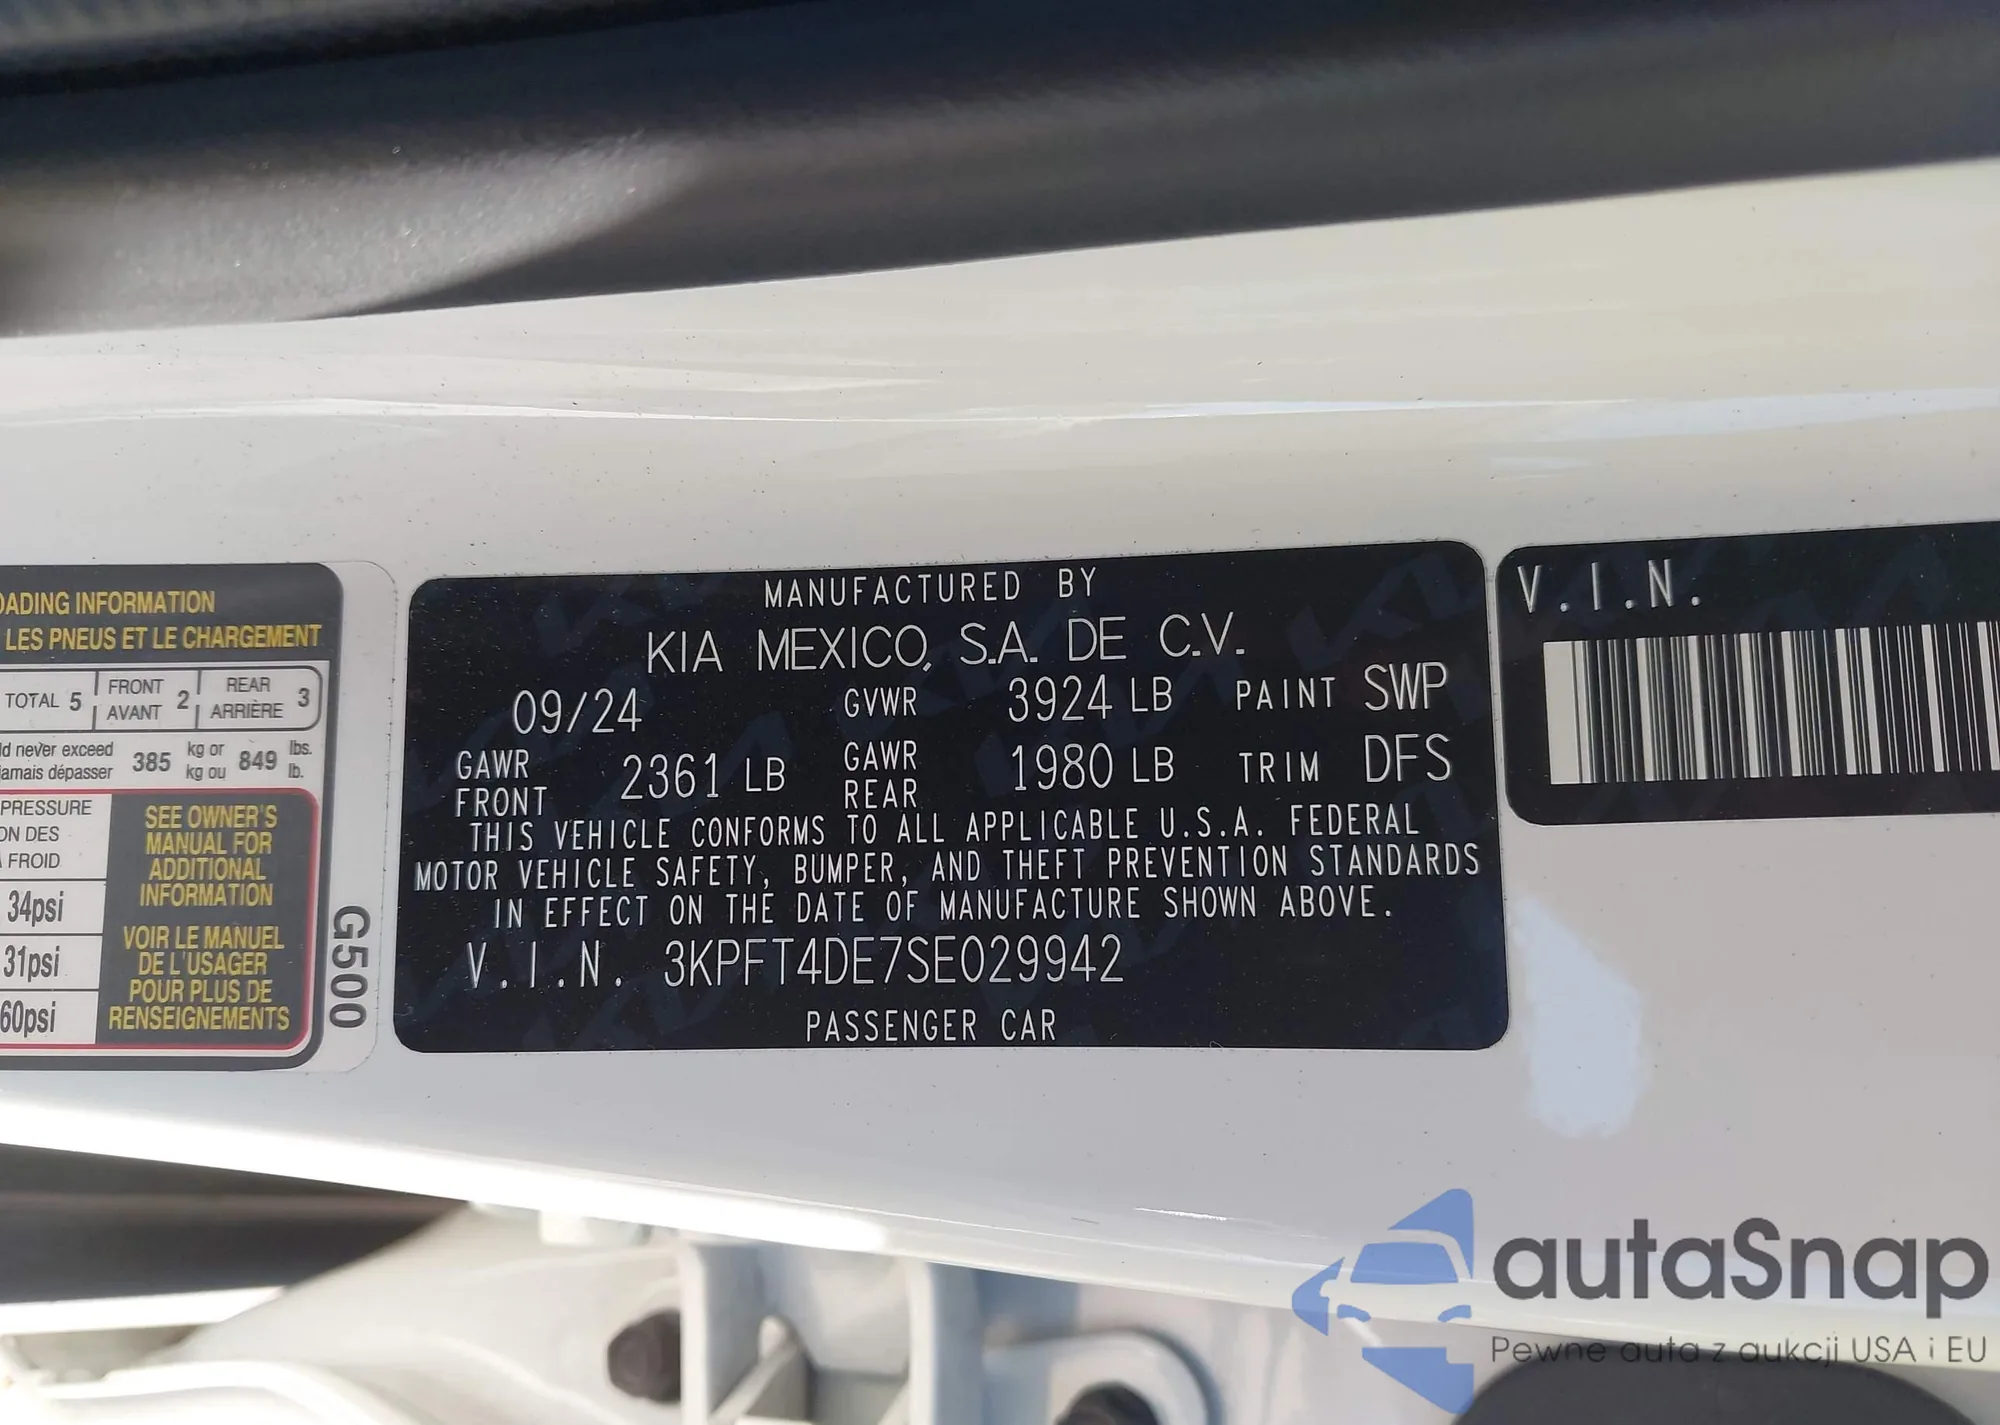 OADING INFORMATION
LES PNEUS ET LE CHARGEMENT
TOTAL 5 FRONT AVANT 2 REAR ARRIÈRE 3
never exceed 385 kg or 849 lbs.
jamais dépasser kg ou lb.
PRESSURE
DES
FROID
34psi
31psi
60psi
SEE OWNER'S
MANUAL FOR
ADDITIONAL
INFORMATION
VOIR LE MANUEL
DE L'USAGER
POUR PLUS DE
RENSEIGNEMENTS
G500
MANUFACTURED BY
KIA MEXICO, S.A. DE C.V.
09/24 GVWR 3924 LB PAINT SWP
GAWR FRONT 2361 LB GAWR REAR 1980 LB TRIM DFS
THIS VEHICLE CONFORMS TO ALL APPLICABLE U.S.A. FEDERAL
MOTOR VEHICLE SAFETY, BUMPER, AND THEFT PREVENTION STANDARDS
IN EFFECT ON THE DATE OF MANUFACTURE SHOWN ABOVE.
V.I.N. 3KPFT4DE7SE029942
PASSENGER CAR
V.I.N.
autaSnap
Pewne auta z aukcji USA i EU